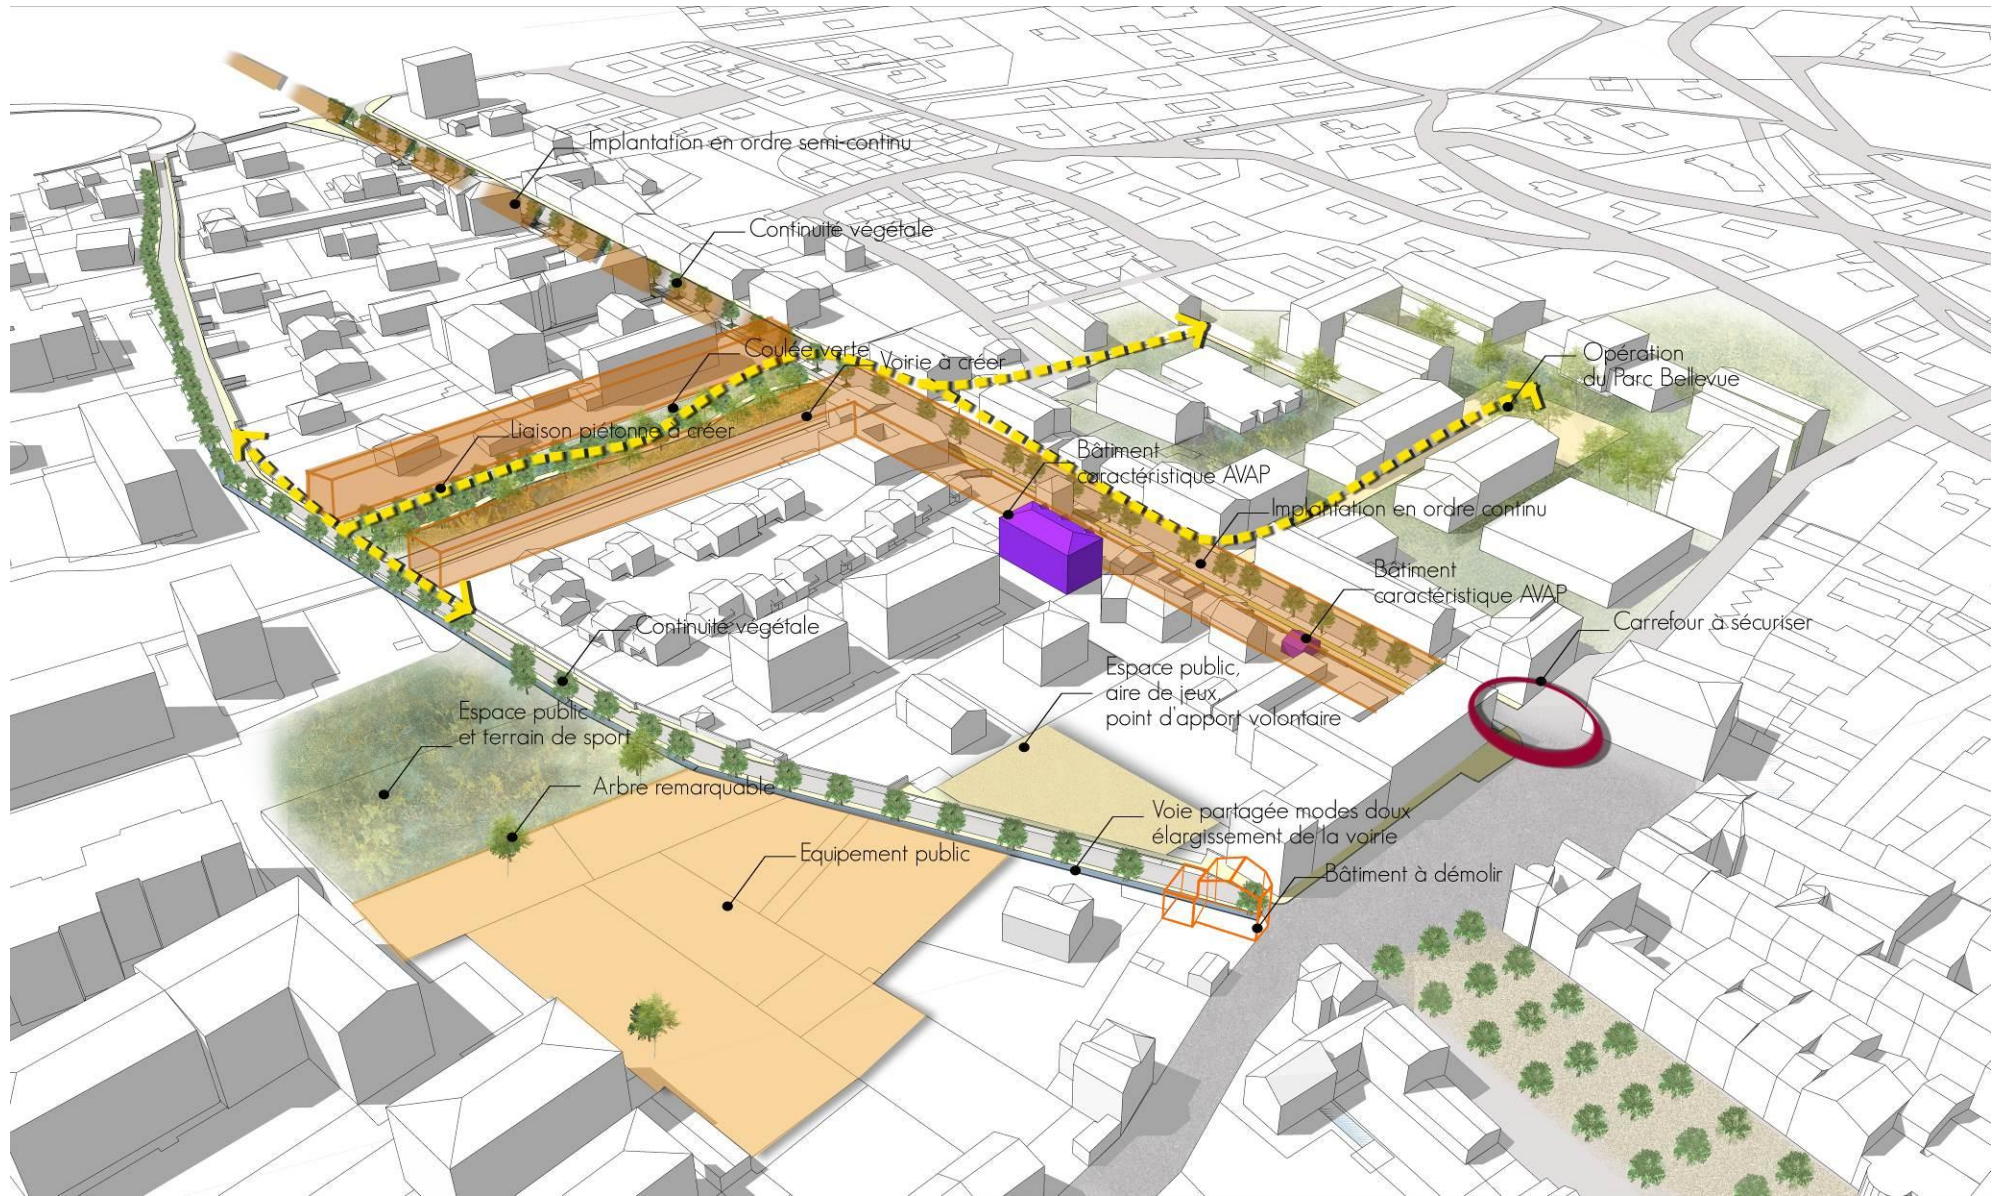 Implantation en ordre semi-continu
Continuité végétale
Coulée verte
Voirie à créer
Opération
du Parc Bellevue
Liaison piétonne à créer
Bâtiment
caractéristique AVAP
Implantation en ordre continu
Bâtiment
caractéristique AVAP
Carrefour à sécuriser
Continuité végétale
Espace public,
aire de jeux,
point d'apport volontaire
Espace public
et terrain de sport
Arbre remarquable
Voie partagée modes doux
élargissement de la voirie
Equipement public
Bâtiment à démolir